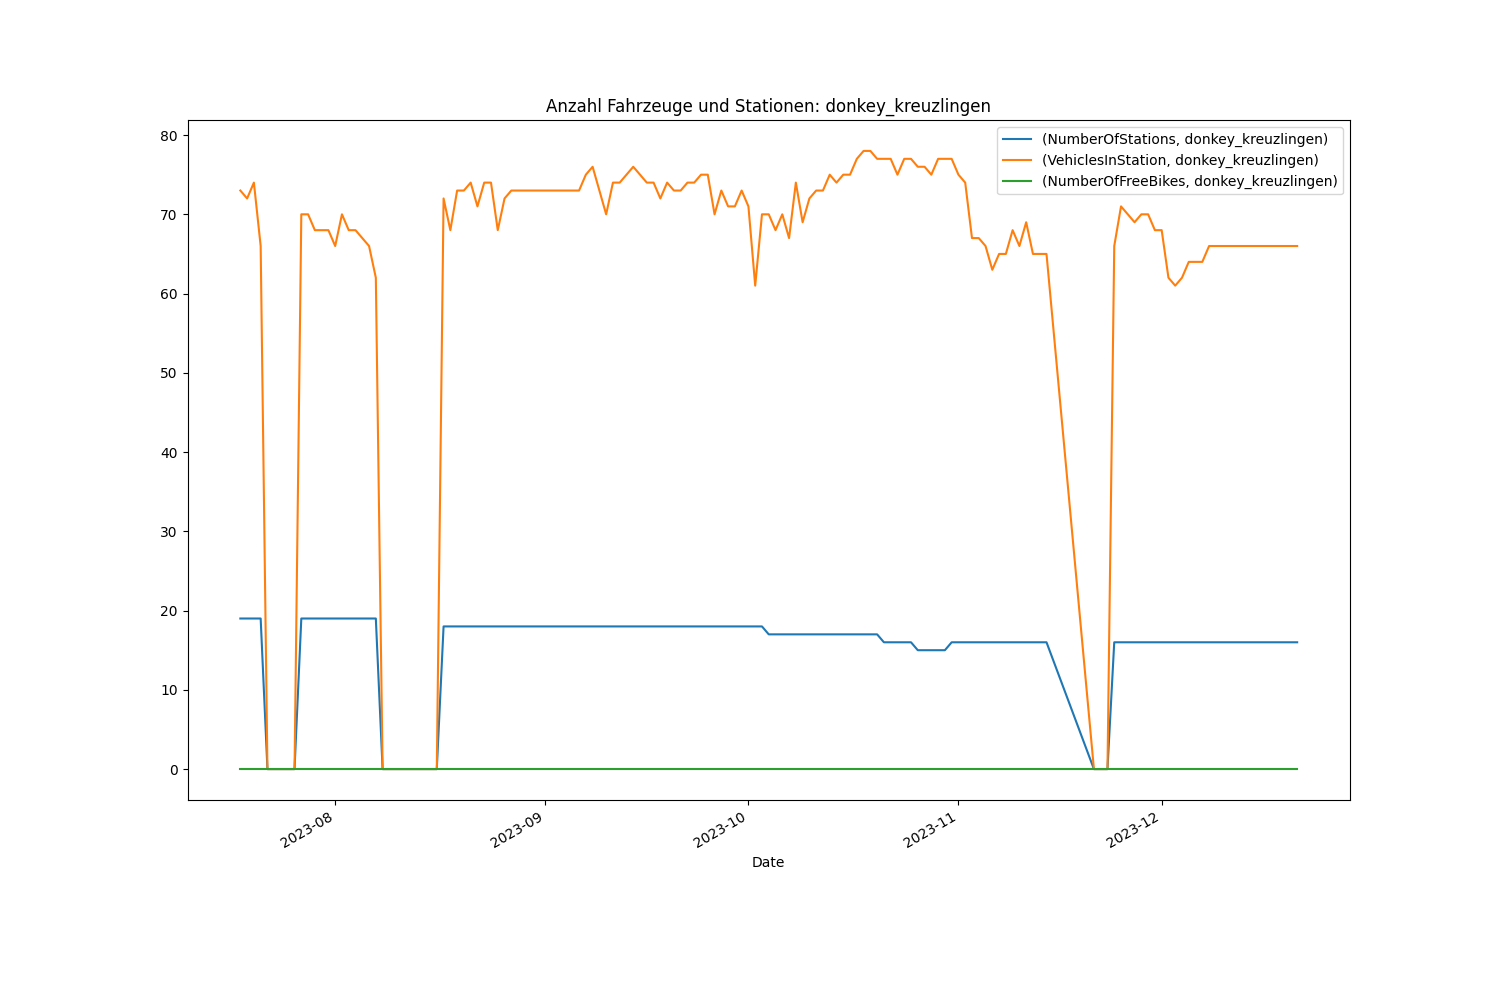 Anzahl Fahrzeuge und Stationen: donkey_kreuzlingen
(NumberOfStations, donkey_kreuzlingen)
(VehiclesInStation, donkey_kreuzlingen)
(NumberOfFreeBikes, donkey_kreuzlingen)
80
70
60
50
40
30
20
10
0
2023-08
2023-09
2023-10
2023-11
2023-12
Date